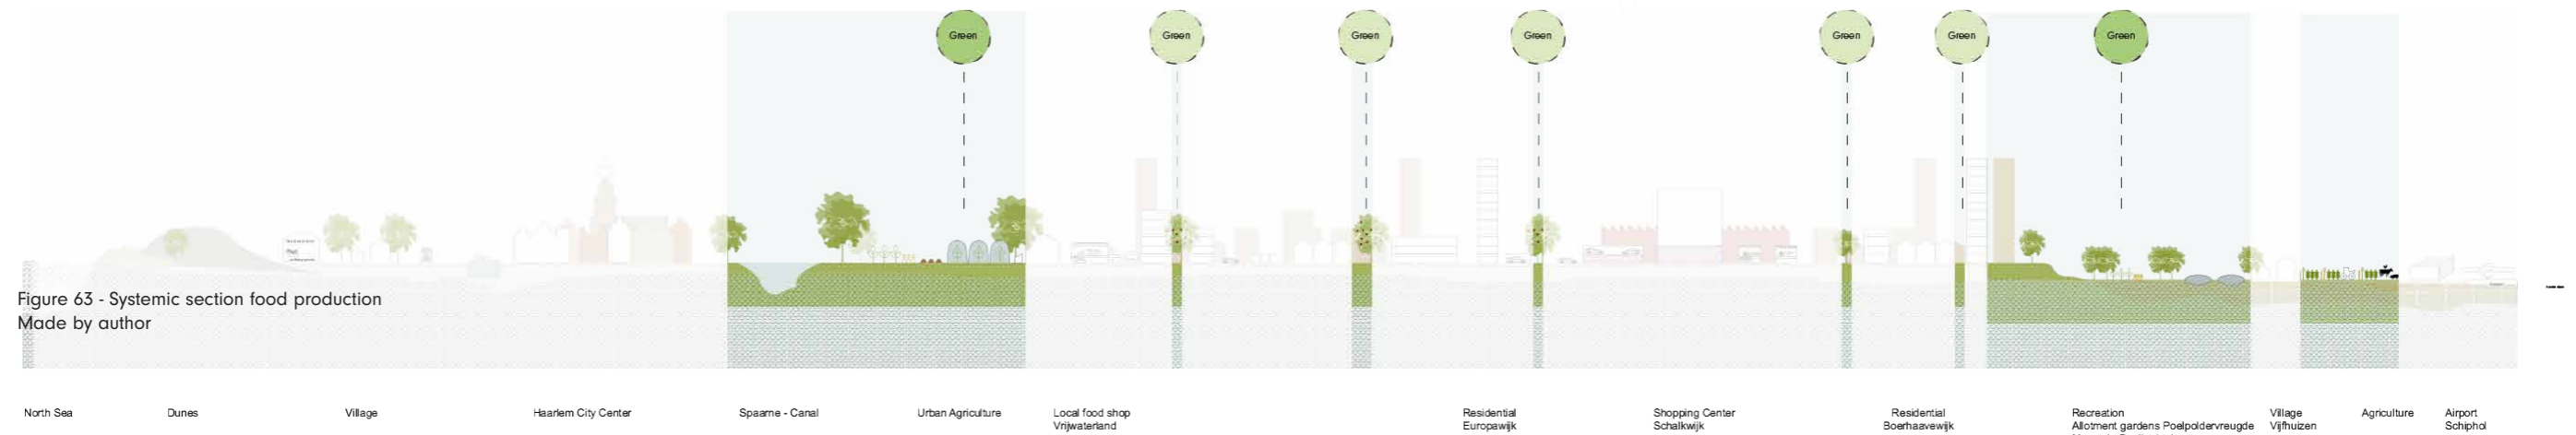 Green
Green
Green
Green
Green
Green
Green
Figure 63 - Systemic section food production
Made by author
North Sea
Dunes
Village
Haarlem City Center
Spaarne - Canal
Urban Agriculture
Local food shop
Vrijwaterland
Residential
Europawijk
Shopping Center
Schalkwijk
Residential
Boerhaavewijk
Recreation
Allotment gardens Poelpoldervreugde
Village
Vijfhuizen
Agriculture
Airport
Schiphol